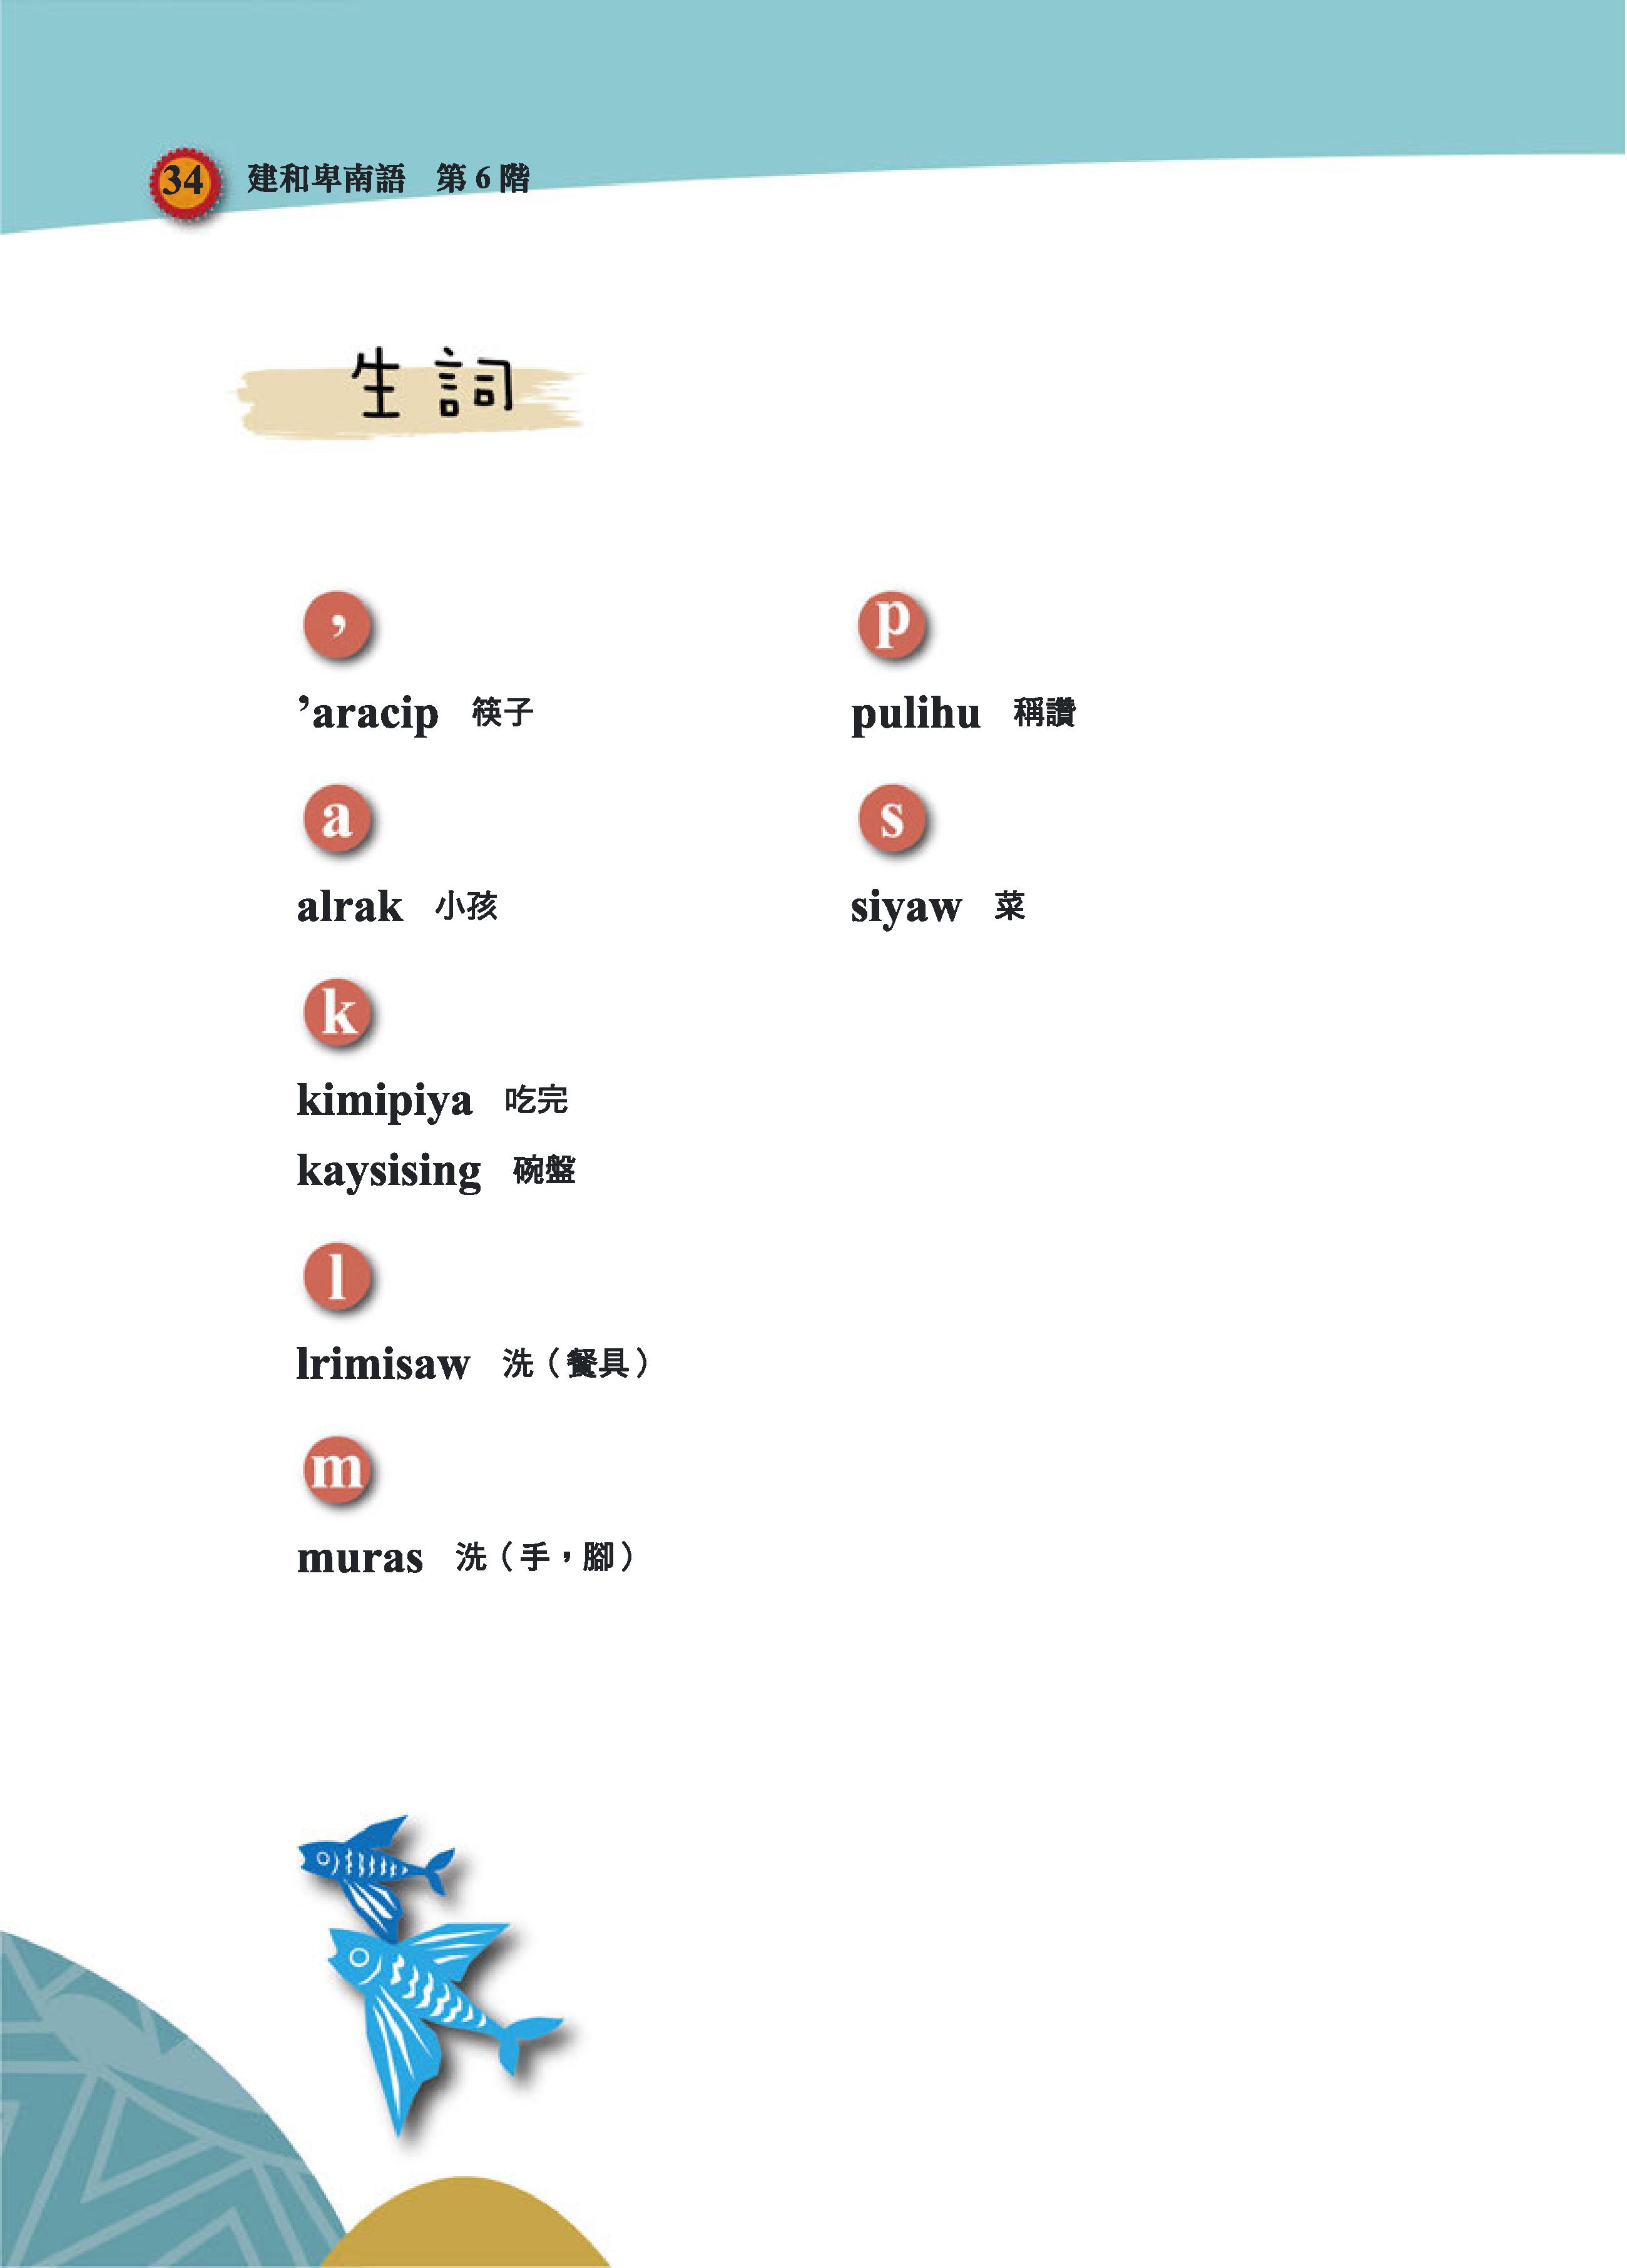 34 建和卑南語 第6階
生詞
’
’aracip 筷子
a
alrak 小孩
k
kimipiya 吃完
kaysising 碗盤
l
lrimisaw 洗（餐具）
m
muras 洗（手，腳）
p
pulihu 稱讚
s
siyaw 菜